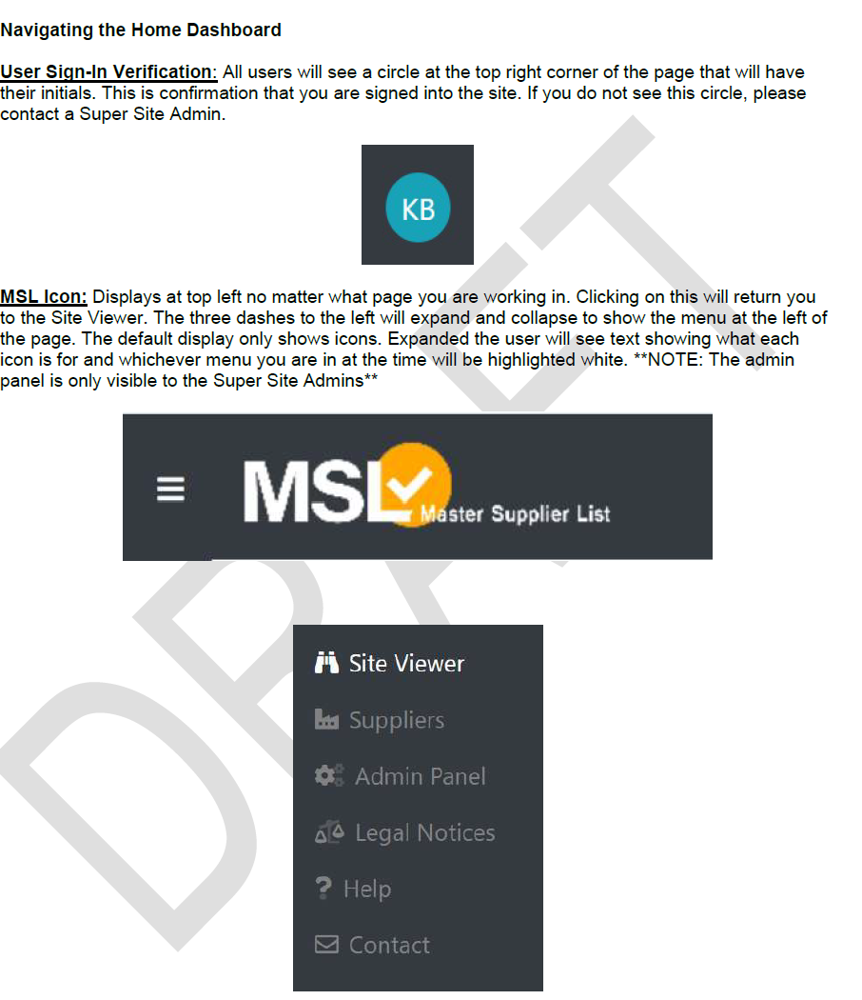 Navigating the Home Dashboard
User Sign-In Verification: All users will see a circle at the top right corner of the page that will have
their initials. This is confirmation that you are signed into the site. If you do not see this circle, please
contact a Super Site Admin.
KB
MSL Icon: Displays at top left no matter what page you are working in. Clicking on this will return you
to the Site Viewer. The three dashes to the left will expand and collapse to show the menu at the left of
the page. The default display only shows icons. Expanded the user will see text showing what each
icon is for and whichever menu you are in at the time will be highlighted white. **NOTE: The admin
panel is only visible to the Super Site Admins**
MSL Master Supplier List
Site Viewer
Suppliers
Admin Panel
Legal Notices
? Help
Contact
DRAFT